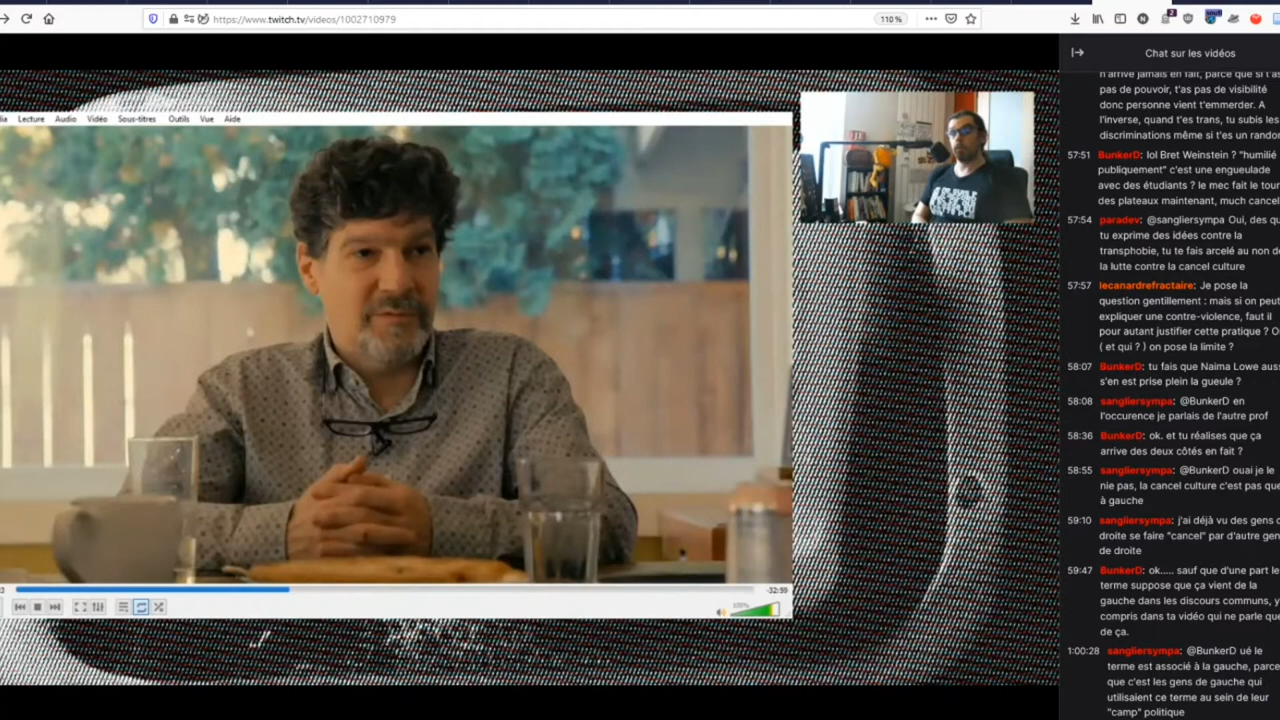 https://www.twitch.tv/videos/1002710979
110 %
Lecture Audio Vidéo Sous-titres Outils Vue Aide
-32:59
100%
Chat sur les vidéos
n'arrive jamais en fait, parce que si t'as
pas de pouvoir, t'as pas de visibilité
donc personne vient t'emmerder. A
l'inverse, quand t'es trans, tu subis les
discriminations même si t'es un rando
57:51 BunkerD: lol Bret Weinstein ? "humilié
publiquement" c'est une engueulade
avec des étudiants ? le mec fait le tour
des plateaux maintenant, much cancel
57:54 paradev: @sangliersympa Oui, des qu
tu exprime des idées contre la
transphobie, tu te fais arcelé au non de
la lutte contre la cancel culture
57:57 lecanardrefractaire: Je pose la
question gentillement : mais si on peut
expliquer une contre-violence, faut il
pour autant justifier cette pratique ? O
( et qui ? ) on pose la limite ?
58:07 BunkerD: tu fais que Naima Lowe aus
s'en est prise plein la gueule ?
58:08 sangliersympa: @BunkerD en
l'occurence je parlais de l'autre prof
58:36 BunkerD: ok. et tu réalises que ça
arrive des deux côtés en fait ?
58:55 sangliersympa: @BunkerD ouai je le
nie pas, la cancel culture c'est pas que
à gauche
59:10 sangliersympa: j'ai déjà vu des gens d
droite se faire "cancel" par d'autre gen
de droite
59:47 BunkerD: ok..... sauf que d'une part le
terme suppose que ça vient de la
gauche dans les discours communs, y
compris dans ta vidéo qui ne parle que
de ça.
1:00:28 sangliersympa: @BunkerD ué le
terme est associé à la gauche, parce
que c'est les gens de gauche qui
utilisaient ce terme au sein de leur
"camp" politique